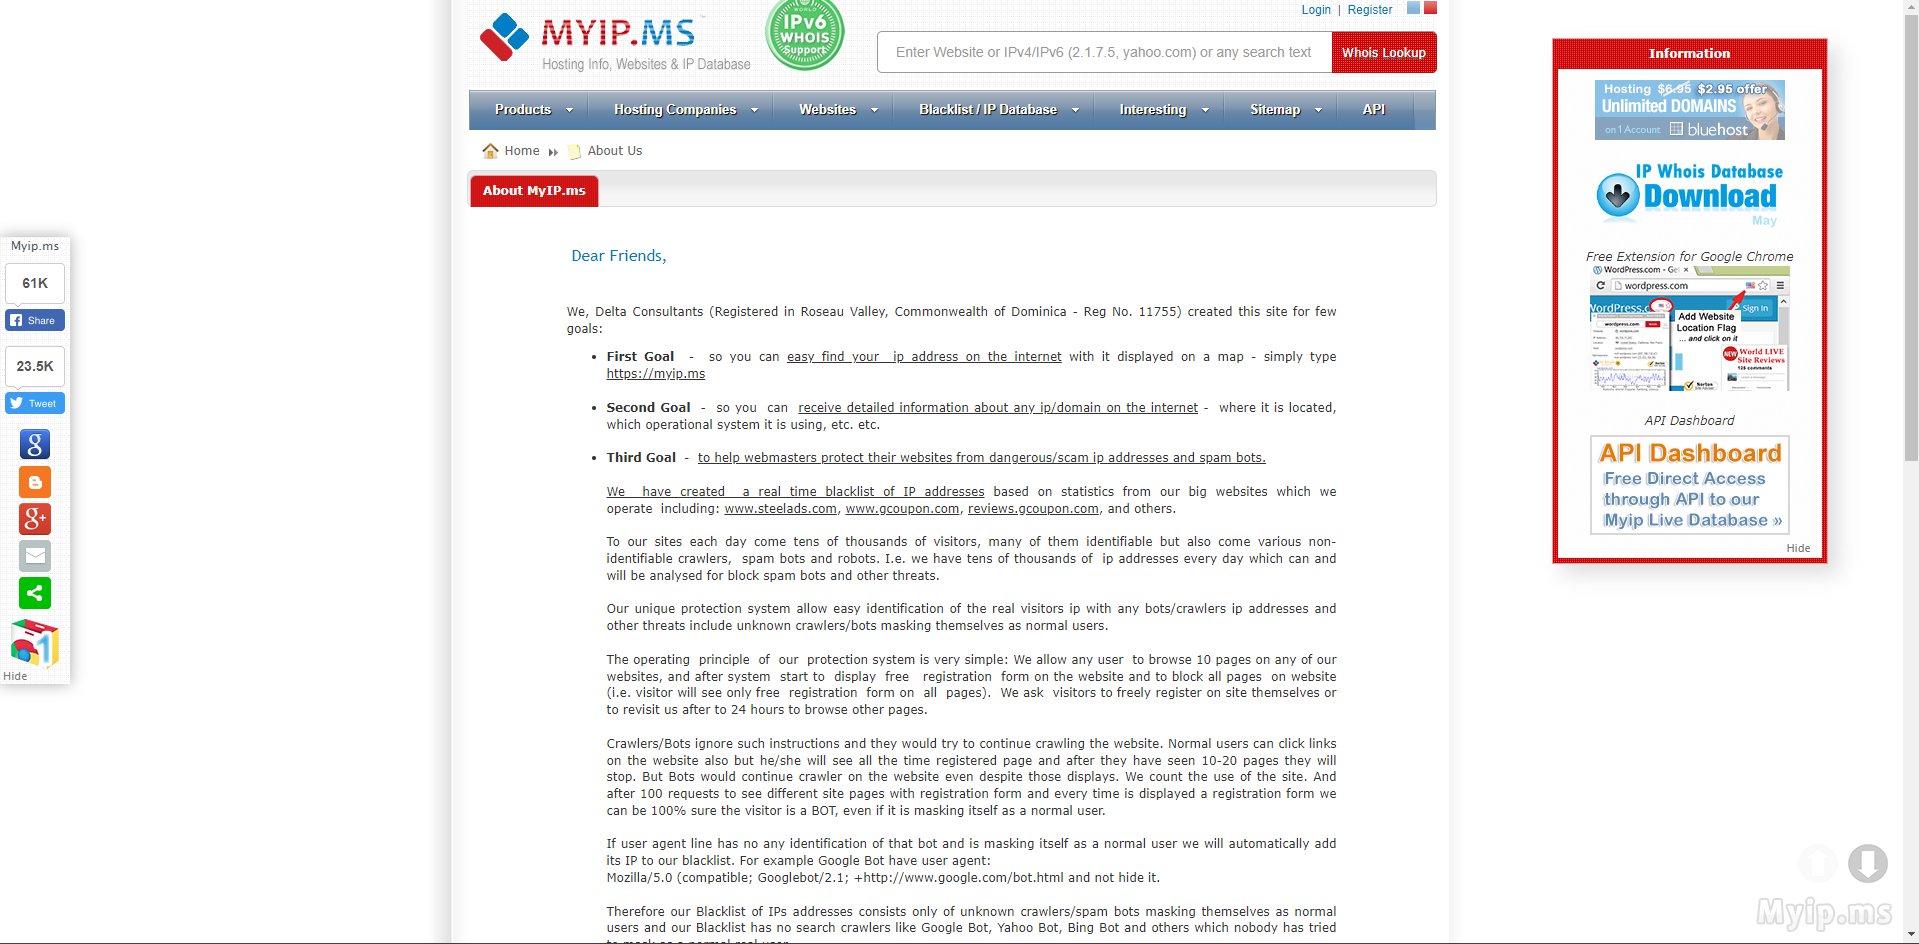 MYIP.MS
Hosting Info, Websites & IP Database
WORLD
IPv6
WHOIS
Support
Login | Register
Enter Website or IPv4/IPv6 (2.1.7.5, yahoo.com) or any search text
Whois Lookup
Products
Hosting Companies
Websites
Blacklist / IP Database
Interesting
Sitemap
API
Home
About Us
About MyIP.ms
Dear Friends,
We, Delta Consultants (Registered in Roseau Valley, Commonwealth of Dominica - Reg No. 11755) created this site for few
goals:
• First Goal - so you can easy find your ip address on the internet with it displayed on a map - simply type
https://myip.ms
• Second Goal - so you can receive detailed information about any ip/domain on the internet - where it is located,
which operational system it is using, etc. etc.
• Third Goal - to help webmasters protect their websites from dangerous/scam ip addresses and spam bots.
We have created a real time blacklist of IP addresses based on statistics from our big websites which we
operate including: www.steelads.com, www.gcoupon.com, reviews.gcoupon.com, and others.
To our sites each day come tens of thousands of visitors, many of them identifiable but also come various non-
identifiable crawlers, spam bots and robots. I.e. we have tens of thousands of ip addresses every day which can and
will be analysed for block spam bots and other threats.
Our unique protection system allow easy identification of the real visitors ip with any bots/crawlers ip addresses and
other threats include unknown crawlers/bots masking themselves as normal users.
The operating principle of our protection system is very simple: We allow any user to browse 10 pages on any of our
websites, and after system start to display free registration form on the website and to block all pages on website
(i.e. visitor will see only free registration form on all pages). We ask visitors to freely register on site themselves or
to revisit us after to 24 hours to browse other pages.
Crawlers/Bots ignore such instructions and they would try to continue crawling the website. Normal users can click links
on the website also but he/she will see all the time registered page and after they have seen 10-20 pages they will
stop. But Bots would continue crawler on the website even despite those displays. We count the use of the site. And
after 100 requests to see different site pages with registration form and every time is displayed a registration form we
can be 100% sure the visitor is a BOT, even if it is masking itself as a normal user.
If user agent line has no any identification of that bot and is masking itself as a normal user we will automatically add
its IP to our blacklist. For example Google Bot have user agent:
Mozilla/5.0 (compatible; Googlebot/2.1; +http://www.google.com/bot.html and not hide it.
Therefore our Blacklist of IPs addresses consists only of unknown crawlers/spam bots masking themselves as normal
users and our Blacklist has no search crawlers like Google Bot, Yahoo Bot, Bing Bot and others which nobody has tried
Myip.ms
61K
Share
23.5K
Tweet
Hide
Information
Hosting $6.95 $2.95 offer
Unlimited DOMAINS
on 1 Account bluehost
IP Whois Database
Download
May
Free Extension for Google Chrome
WordPress.com - Ge
wordpress.com
WordPress.com
Sign In
wordpress.com
Add Website
Location Flag
... and click on it
NEW World LIVE
Site Reviews
125 comments
Norton
API Dashboard
API Dashboard
Free Direct Access
through API to our
Myip Live Database »
Hide
Myip.ms